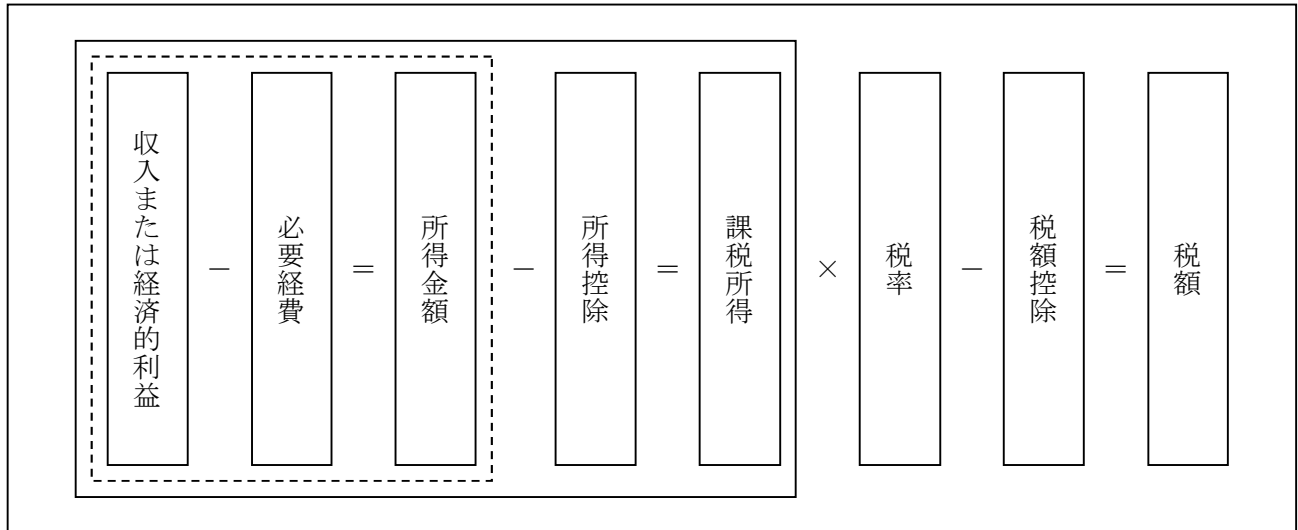 収入または経済的利益
－
必要経費
＝
所得金額
－
所得控除
＝
課税所得
×
税率
－
税額控除
＝
税額